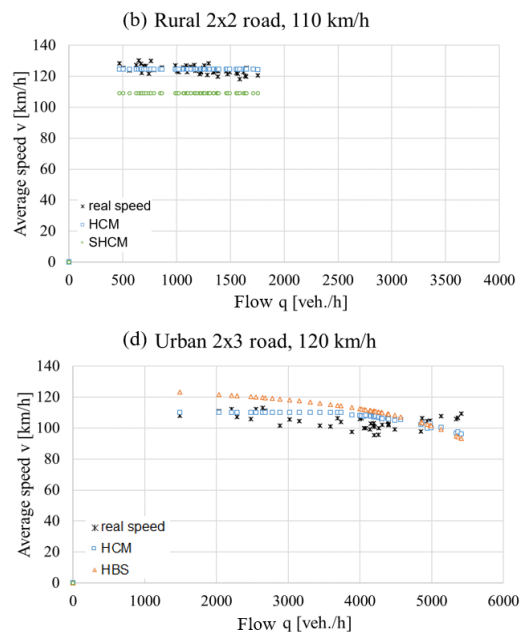 (b) Rural 2x2 road, 110 km/h
Average speed v [km/h]
140
120
100
80
60
40
20
0
real speed
HCM
SHCM
0 500 1000 1500 2000 2500 3000 3500 4000
Flow q [veh./h]
(d) Urban 2x3 road, 120 km/h
Average speed v [km/h]
140
120
100
80
60
40
20
0
real speed
HCM
HBS
0 1000 2000 3000 4000 5000 6000
Flow q [veh./h]